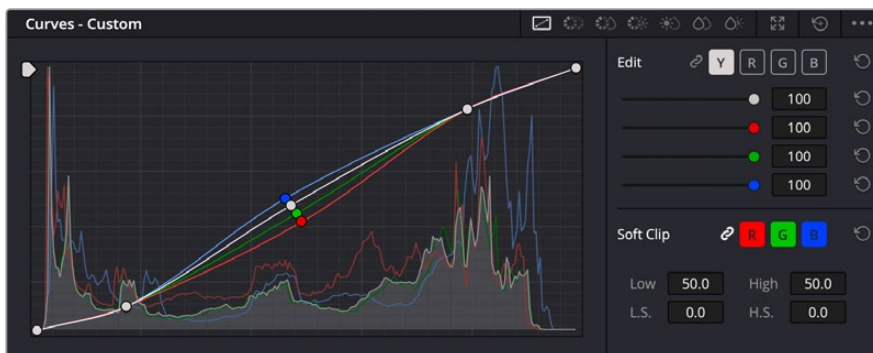 Curves - Custom
Edit Y R G B
100
100
100
100
Soft Clip R G B
Low 50.0 High 50.0
L.S. 0.0 H.S. 0.0